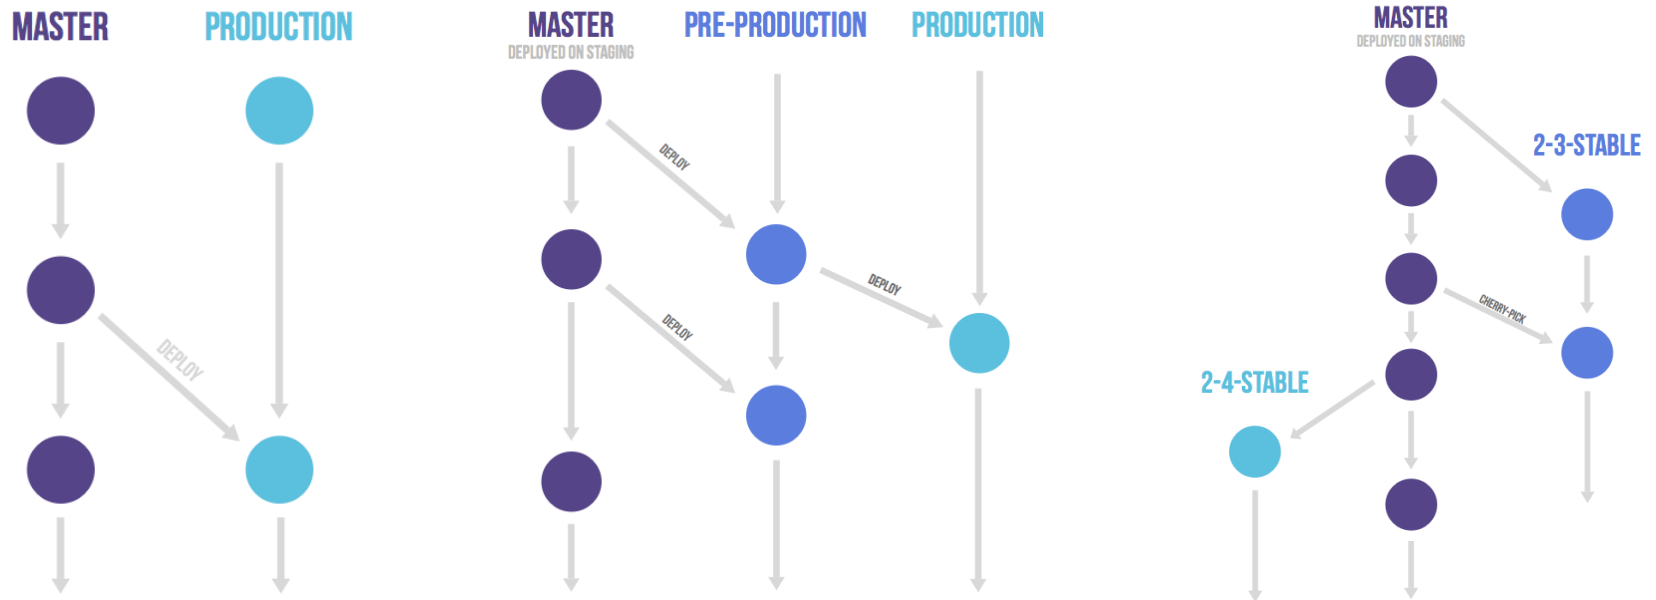 MASTER
PRODUCTION
DEPLOY
MASTER
DEPLOYED ON STAGING
PRE-PRODUCTION
PRODUCTION
DEPLOY
DEPLOY
DEPLOY
MASTER
DEPLOYED ON STAGING
2-3-STABLE
CHERRY-PICK
2-4-STABLE